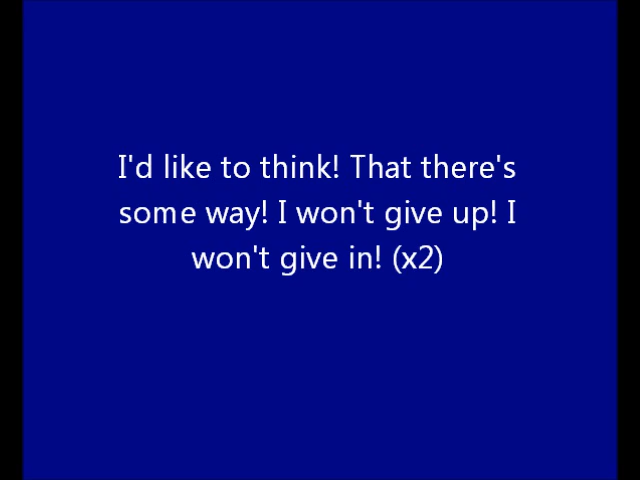 I'd like to think! That there's
some way! I won't give up! I
won't give in! (x2)